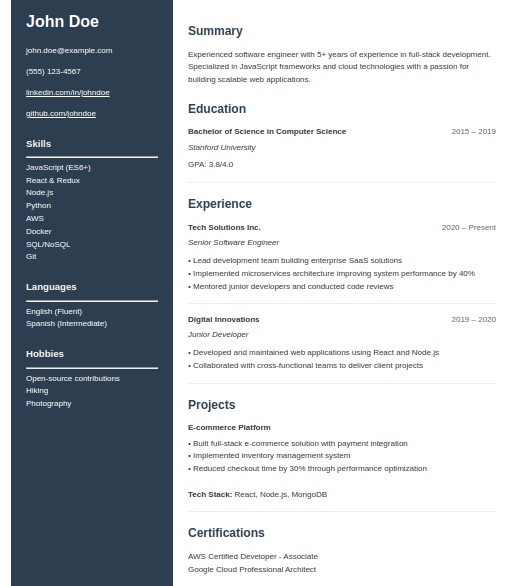 John Doe
john.doe@example.com
(555) 123-4567
linkedin.com/in/johndoe
github.com/johndoe
Skills
JavaScript (ES6+)
React & Redux
Node.js
Python
AWS
Docker
SQL/NoSQL
Git
Languages
English (Fluent)
Spanish (Intermediate)
Hobbies
Open-source contributions
Hiking
Photography
Summary
Experienced software engineer with 5+ years of experience in full-stack development.
Specialized in JavaScript frameworks and cloud technologies with a passion for
building scalable web applications.
Education
Bachelor of Science in Computer Science 2015 – 2019
Stanford University
GPA: 3.8/4.0
Experience
Tech Solutions Inc. 2020 – Present
Senior Software Engineer
• Lead development team building enterprise SaaS solutions
• Implemented microservices architecture improving system performance by 40%
• Mentored junior developers and conducted code reviews
Digital Innovations 2019 – 2020
Junior Developer
• Developed and maintained web applications using React and Node.js
• Collaborated with cross-functional teams to deliver client projects
Projects
E-commerce Platform
• Built full-stack e-commerce solution with payment integration
• Implemented inventory management system
• Reduced checkout time by 30% through performance optimization
Tech Stack: React, Node.js, MongoDB
Certifications
AWS Certified Developer - Associate
Google Cloud Professional Architect